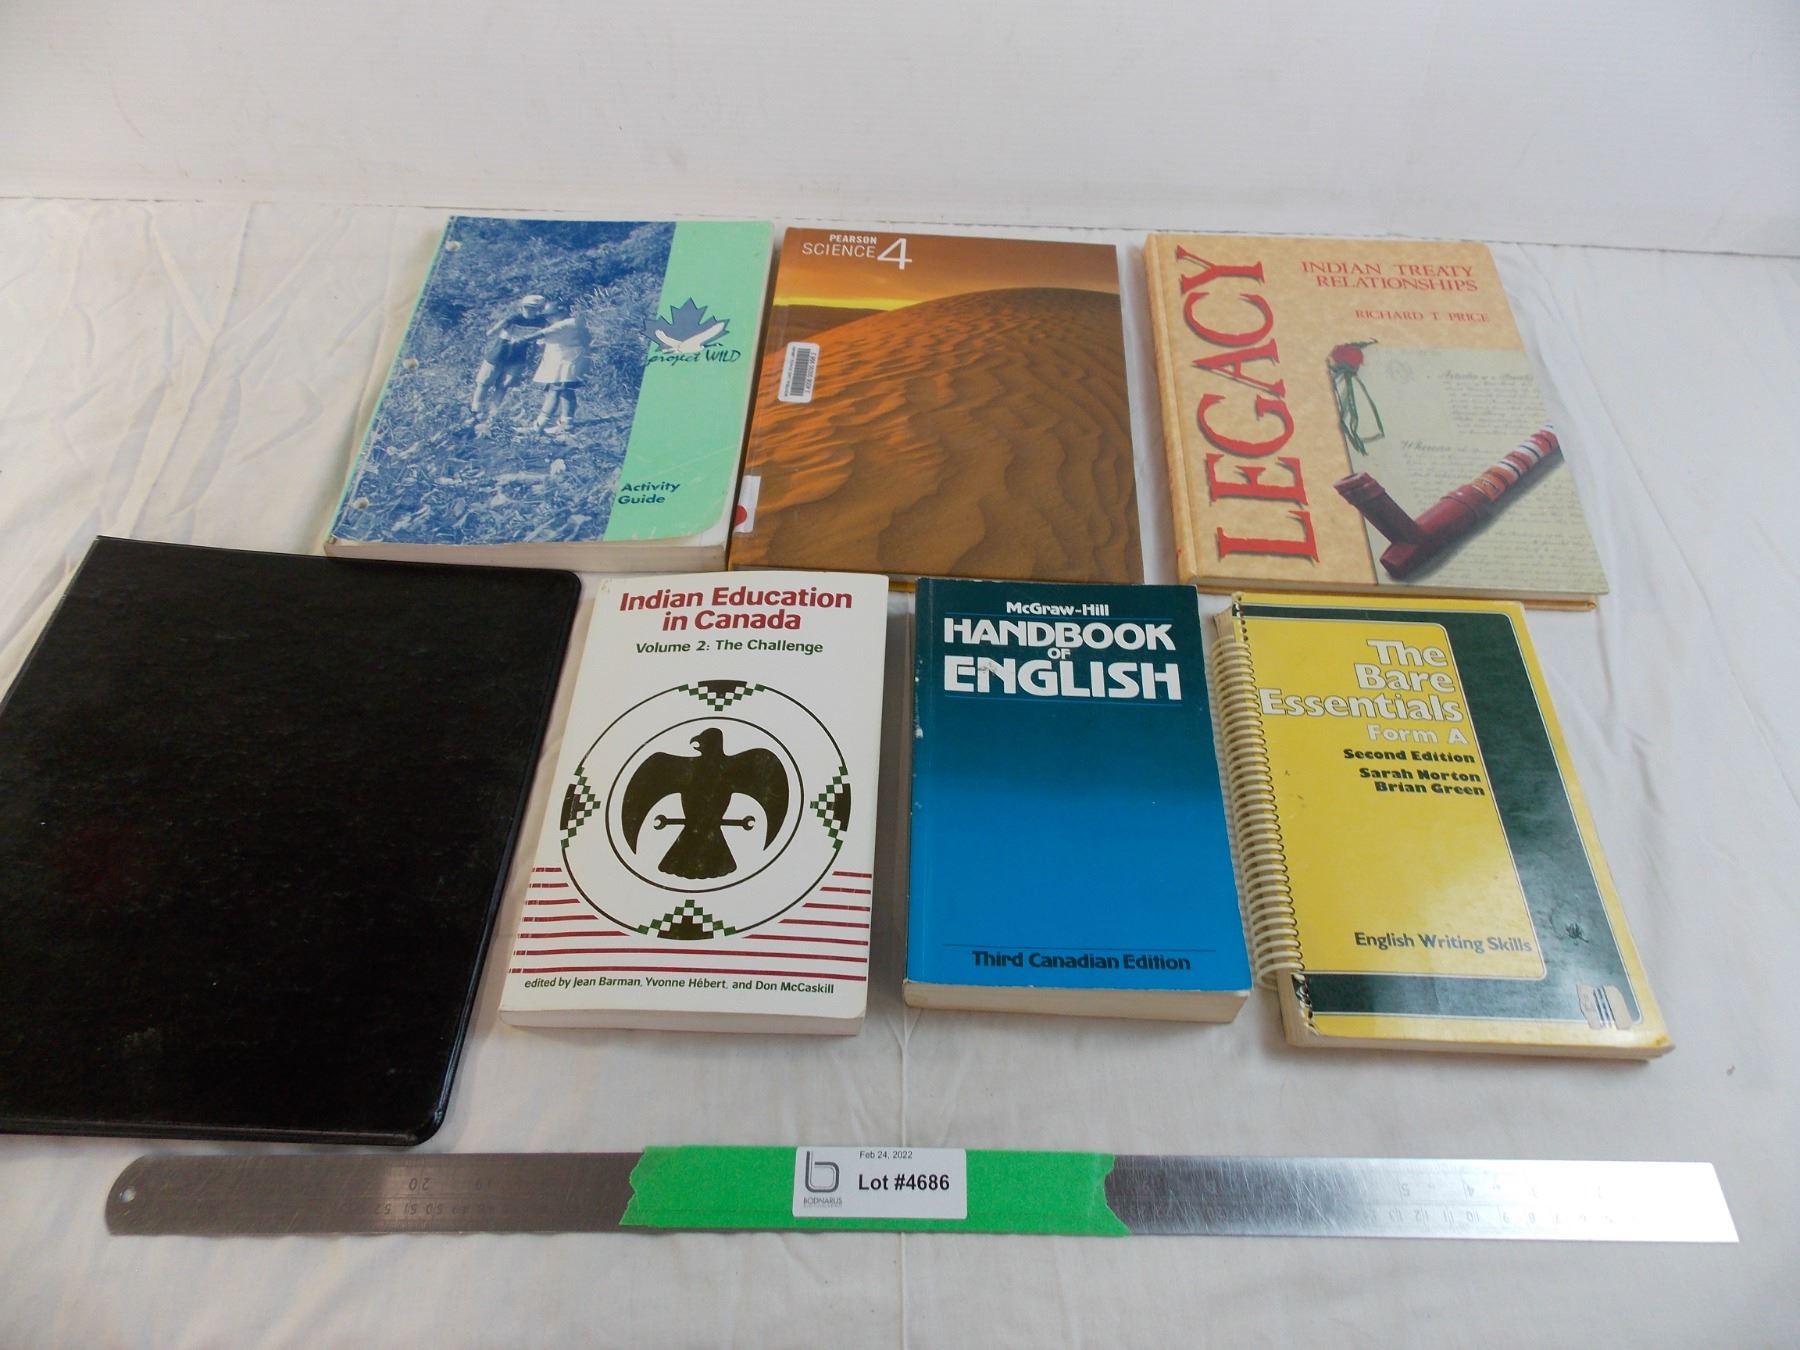 project WILD
Activity
Guide
PEARSON
SCIENCE 4
LEGACY
INDIAN TREATY
RELATIONSHIPS
RICHARD T PRICE
Whereas
Indian Education
in Canada
Volume 2: The Challenge
edited by Jean Barman, Yvonne Hébert, and Don McCaskill
McGraw-Hill
HANDBOOK
OF
ENGLISH
Third Canadian Edition
The
Bare
Essentials
Form A
Second Edition
Sarah Norton
Brian Green
English Writing Skills
Feb 24, 2022
Lot #4686
BODNARUS